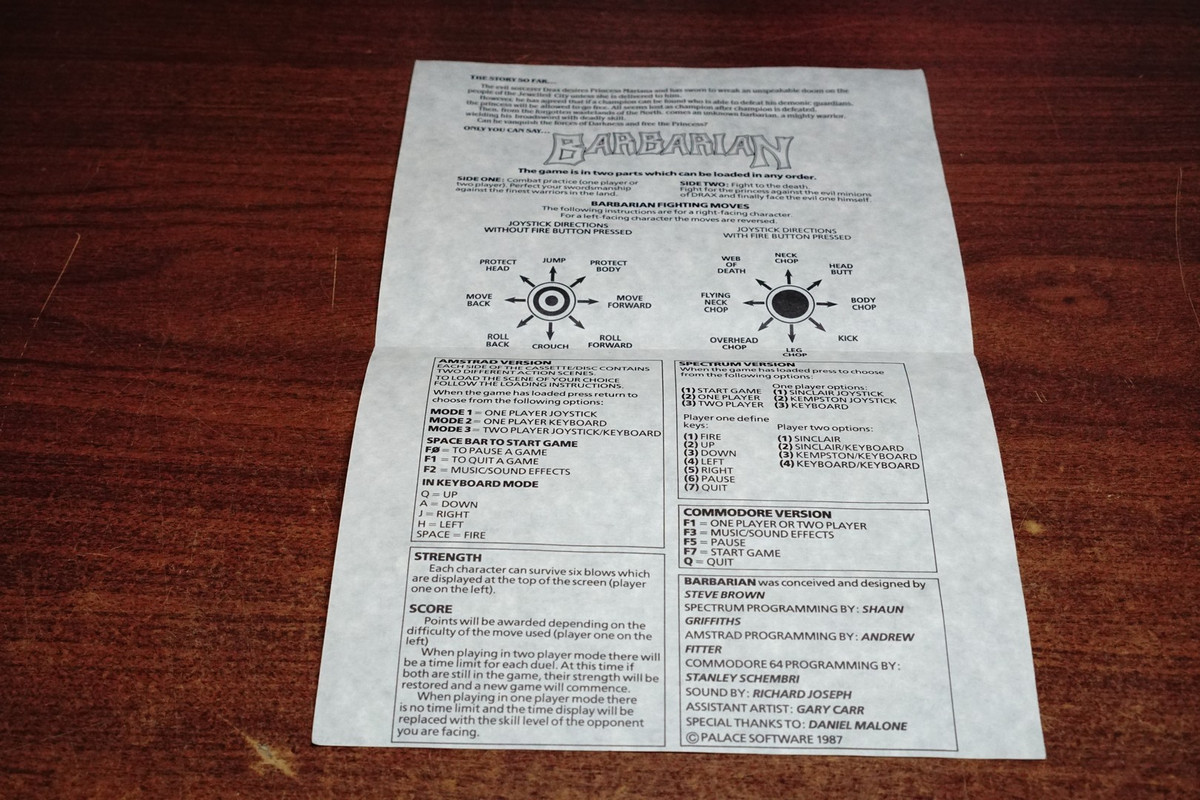 THE STORY SO FAR...
The evil sorcerer Drax desires Princess Mariana and has sworn to wreak an unspeakable doom on the
people of the Jewelled City unless she is delivered to him.
However, he has agreed that if a champion can be found who is able to defeat his demonic guardians,
the princess will be allowed to go free. All seems lost as champion after champion is defeated.
Then, from the forgotten wastelands of the North, comes an unknown barbarian, a mighty warrior,
wielding his broadsword with deadly skill.
Can he vanquish the forces of Darkness and free the Princess?
ONLY YOU CAN SAY...
BARBARIAN
The game is in two parts which can be loaded in any order.
SIDE ONE: Combat practice (one player or
two player). Perfect your swordsmanship
against the finest warriors in the land.
SIDE TWO: Fight to the death.
Fight for the princess against the evil minions
of DRAX and finally face the evil one himself.
BARBARIAN FIGHTING MOVES
The following instructions are for a right-facing character.
For a left-facing character the moves are reversed.
JOYSTICK DIRECTIONS
WITHOUT FIRE BUTTON PRESSED
PROTECT
HEAD
JUMP
PROTECT
BODY
MOVE
BACK
MOVE
FORWARD
ROLL
BACK
CROUCH
ROLL
FORWARD
JOYSTICK DIRECTIONS
WITH FIRE BUTTON PRESSED
WEB
OF
DEATH
NECK
CHOP
HEAD
BUTT
FLYING
NECK
CHOP
BODY
CHOP
OVERHEAD
CHOP
LEG
CHOP
KICK
AMSTRAD VERSION
EACH SIDE OF THE CASSETTE/DISC CONTAINS
TWO DIFFERENT ACTION SCENES.
TO LOAD THE SCENE OF YOUR CHOICE
FOLLOW THE LOADING INSTRUCTIONS.
When the game has loaded press return to
choose from the following options:
MODE 1 = ONE PLAYER JOYSTICK
MODE 2 = ONE PLAYER KEYBOARD
MODE 3 = TWO PLAYER JOYSTICK/KEYBOARD
SPACE BAR TO START GAME
FØ = TO PAUSE A GAME
F1 = TO QUIT A GAME
F2 = MUSIC/SOUND EFFECTS
IN KEYBOARD MODE
Q = UP
A = DOWN
J = RIGHT
H = LEFT
SPACE = FIRE
STRENGTH
Each character can survive six blows which
are displayed at the top of the screen (player
one on the left).
SCORE
Points will be awarded depending on the
difficulty of the move used (player one on the
left)
When playing in two player mode there will
be a time limit for each duel. At this time if
both are still in the game, their strength will be
restored and a new game will commence.
When playing in one player mode there
is no time limit and the time display will be
replaced with the skill level of the opponent
you are facing.
SPECTRUM VERSION
When the game has loaded press to choose
from the following options:
(1) START GAME
(2) ONE PLAYER
(3) TWO PLAYER
One player options:
(1) SINCLAIR JOYSTICK
(2) KEMPSTON JOYSTICK
(3) KEYBOARD
Player one define
keys:
(1) FIRE
(2) UP
(3) DOWN
(4) LEFT
(5) RIGHT
(6) PAUSE
(7) QUIT
Player two options:
(1) SINCLAIR
(2) SINCLAIR/KEYBOARD
(3) KEMPSTON/KEYBOARD
(4) KEYBOARD/KEYBOARD
COMMODORE VERSION
F1 = ONE PLAYER OR TWO PLAYER
F3 = MUSIC/SOUND EFFECTS
F5 = PAUSE
F7 = START GAME
Q = QUIT
BARBARIAN was conceived and designed by
STEVE BROWN
SPECTRUM PROGRAMMING BY: SHAUN
GRIFFITHS
AMSTRAD PROGRAMMING BY: ANDREW
FITTER
COMMODORE 64 PROGRAMMING BY:
STANLEY SCHEMBRI
SOUND BY: RICHARD JOSEPH
ASSISTANT ARTIST: GARY CARR
SPECIAL THANKS TO: DANIEL MALONE
© PALACE SOFTWARE 1987